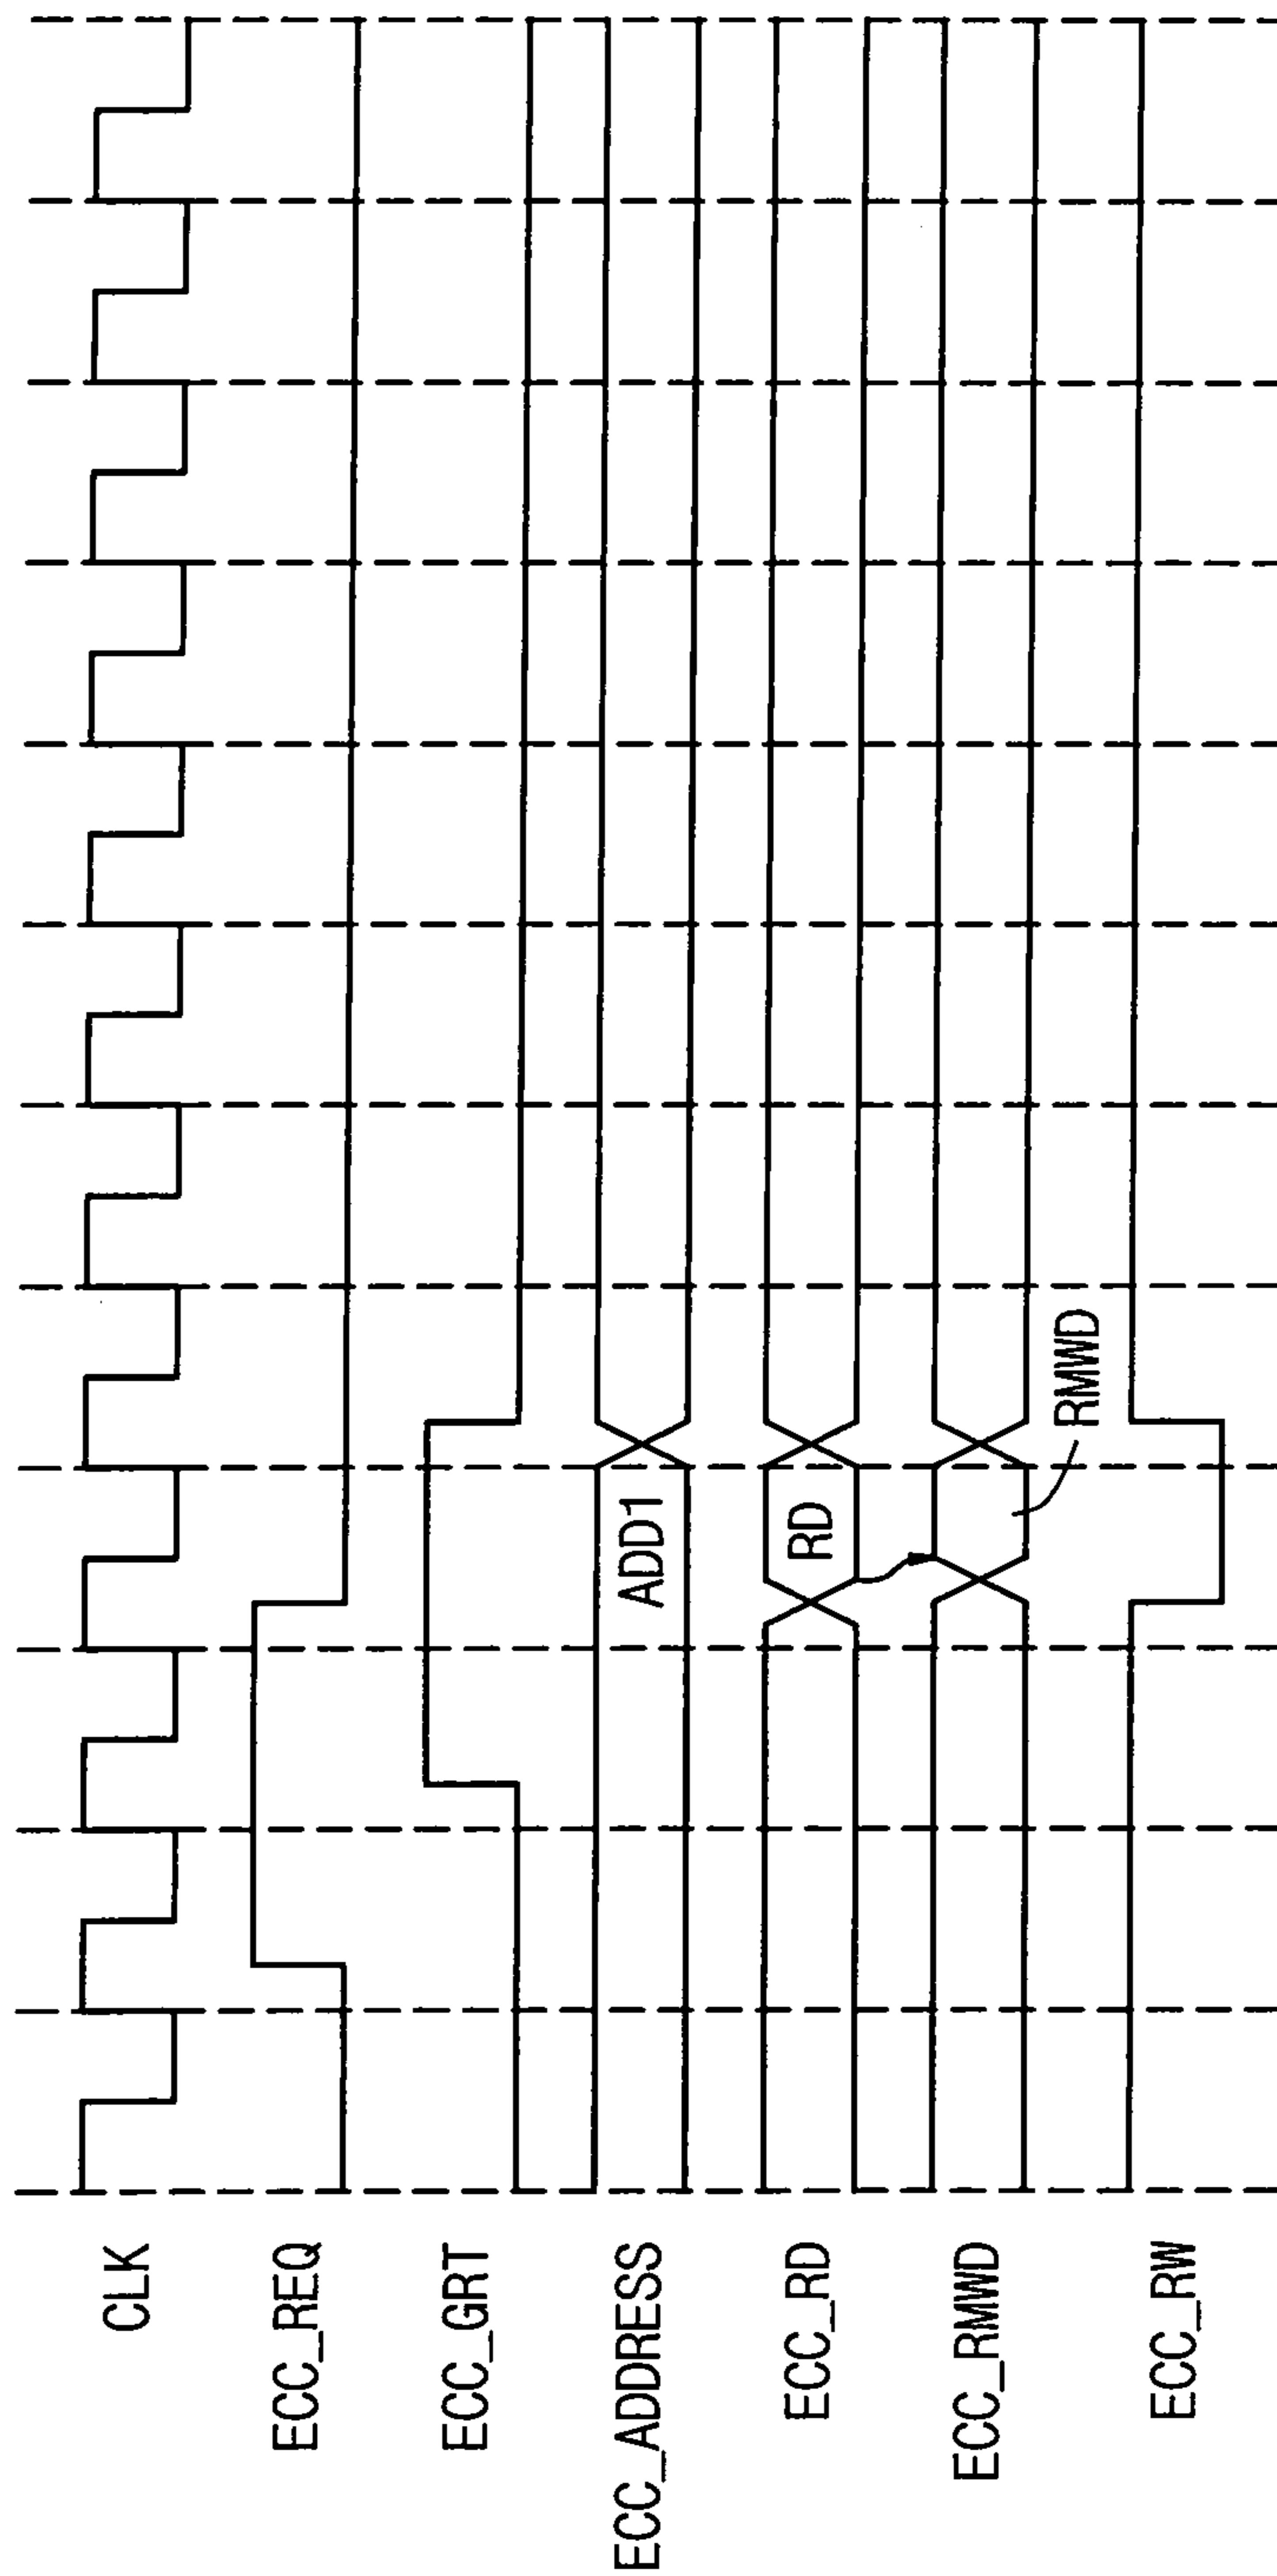 CLK
ECC_REQ
ECC_GRT
ECC_ADDRESS
ADD1
ECC_RD
RD
ECC_RMWD
RMWD
ECC_RW